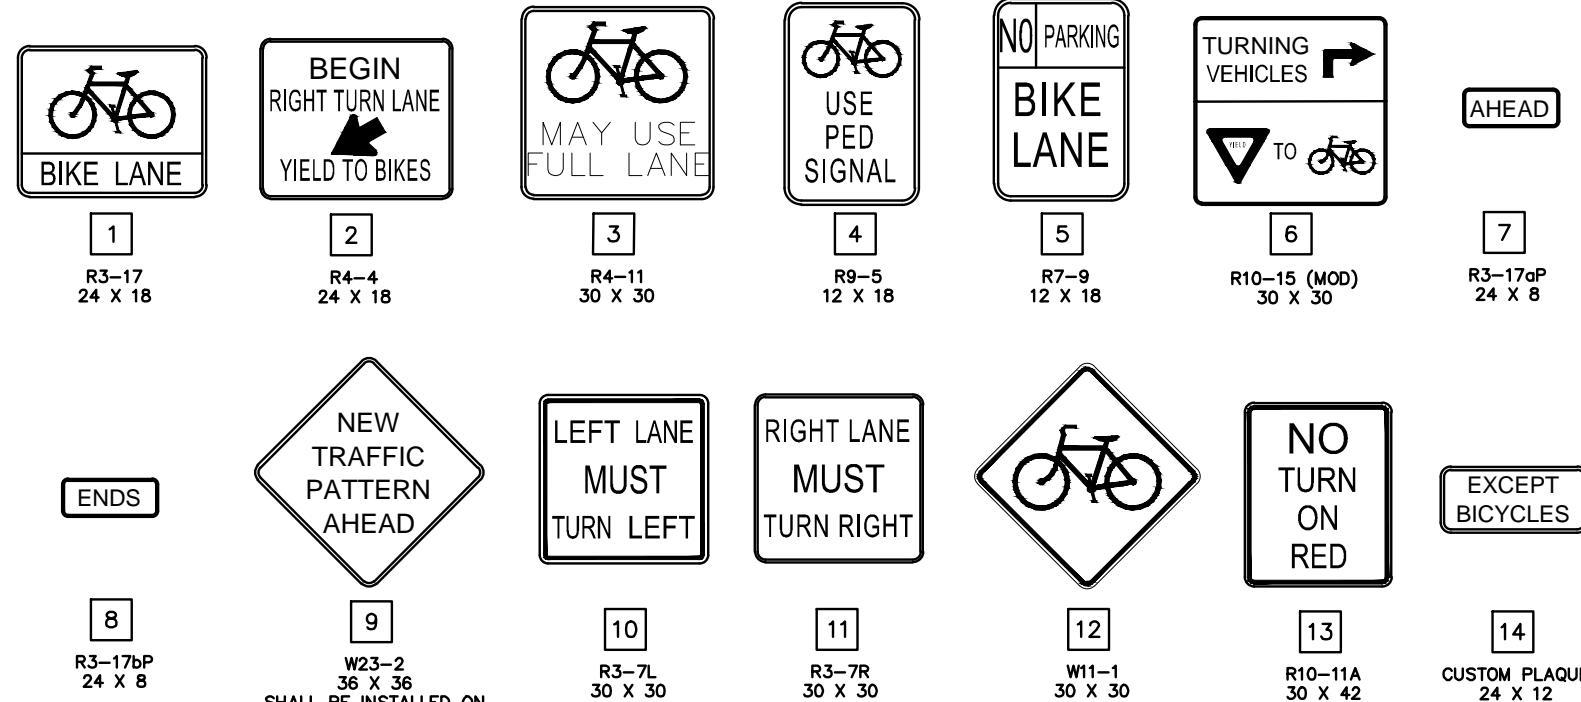 BIKE LANE
1
R3-17
24 X 18
BEGIN
RIGHT TURN LANE
YIELD TO BIKES
2
R4-4
24 X 18
MAY USE
FULL LANE
3
R4-11
30 X 30
USE
PED
SIGNAL
4
R9-5
12 X 18
NO PARKING
BIKE
LANE
5
R7-9
12 X 18
TURNING
VEHICLES
YIELD
TO
6
R10-15 (MOD)
30 X 30
AHEAD
7
R3-17aP
24 X 8
ENDS
8
R3-17bP
24 X 8
NEW
TRAFFIC
PATTERN
AHEAD
9
W23-2
36 X 36
SHALL BE INSTALLED ON
LEFT LANE
MUST
TURN LEFT
10
R3-7L
30 X 30
RIGHT LANE
MUST
TURN RIGHT
11
R3-7R
30 X 30
12
W11-1
30 X 30
NO
TURN
ON
RED
13
R10-11A
30 X 42
EXCEPT
BICYCLES
14
CUSTOM PLAQUE
24 X 12